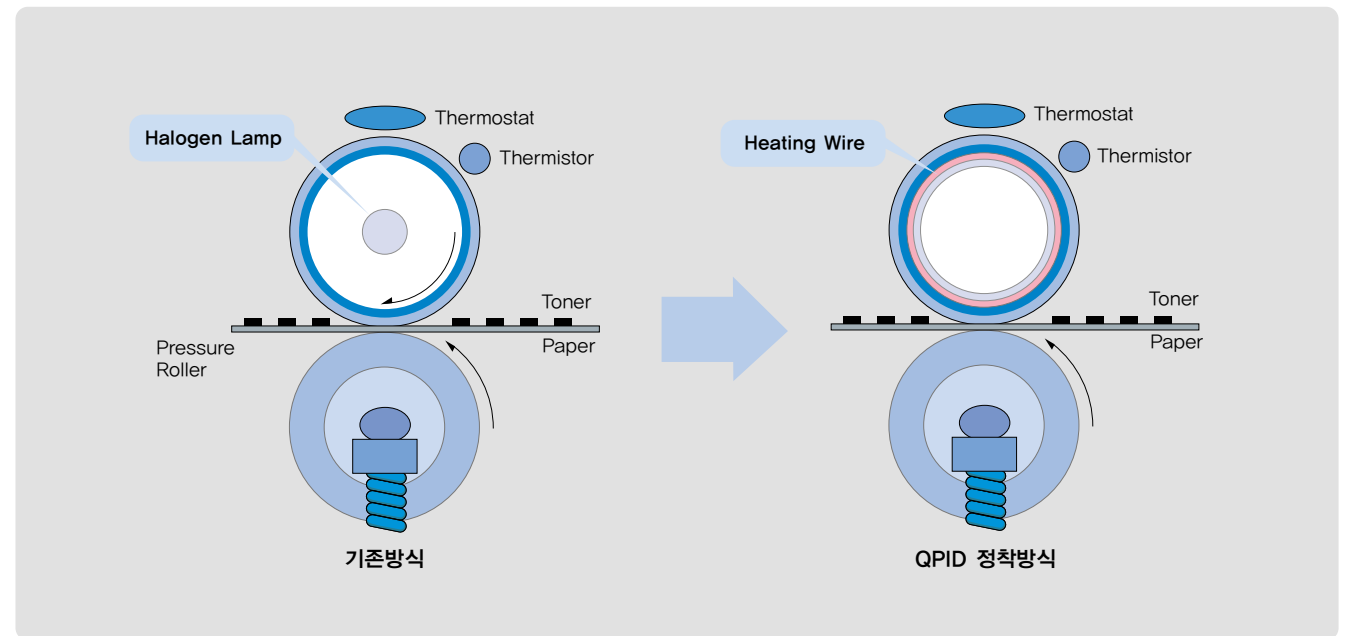 Halogen Lamp
Thermostat
Thermistor
Toner
Paper
Pressure
Roller
기존방식
Heating Wire
Thermostat
Thermistor
Toner
Paper
QPID 정착방식